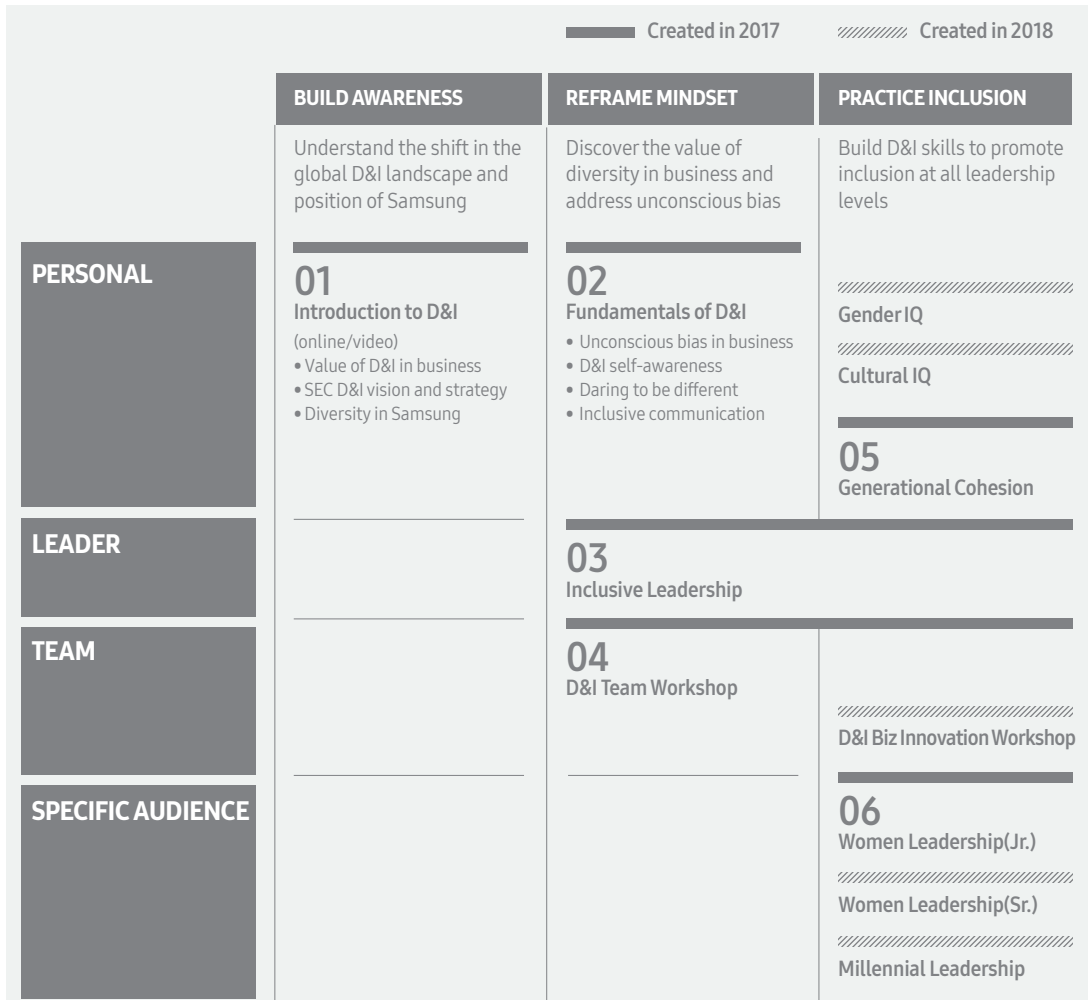 Created in 2017
Created in 2018
BUILD AWARENESS
REFRAME MINDSET
PRACTICE INCLUSION
Understand the shift in the
global D&I landscape and
position of Samsung
Discover the value of
diversity in business and
address unconscious bias
Build D&I skills to promote
inclusion at all leadership
levels
PERSONAL
01
Introduction to D&I
(online/video)
• Value of D&I in business
• SEC D&I vision and strategy
• Diversity in Samsung
02
Fundamentals of D&I
• Unconscious bias in business
• D&I self-awareness
• Daring to be different
• Inclusive communication
Gender IQ
Cultural IQ
05
Generational Cohesion
LEADER
03
Inclusive Leadership
TEAM
04
D&I Team Workshop
D&I Biz Innovation Workshop
SPECIFIC AUDIENCE
06
Women Leadership(Jr.)
Women Leadership(Sr.)
Millennial Leadership